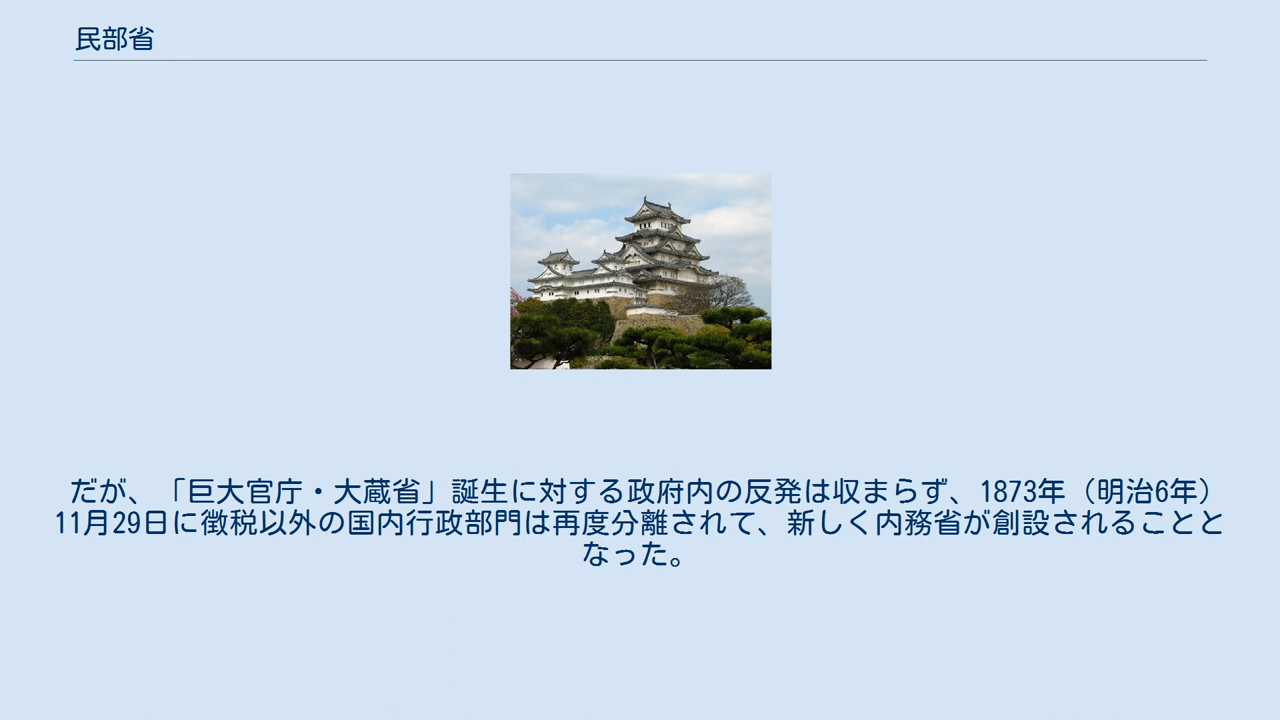 民部省
だが、「巨大官庁・大蔵省」誕生に対する政府内の反発は収まらず、1873年（明治6年）
11月29日に徴税以外の国内行政部門は再度分離されて、新しく内務省が創設されることと
なった。